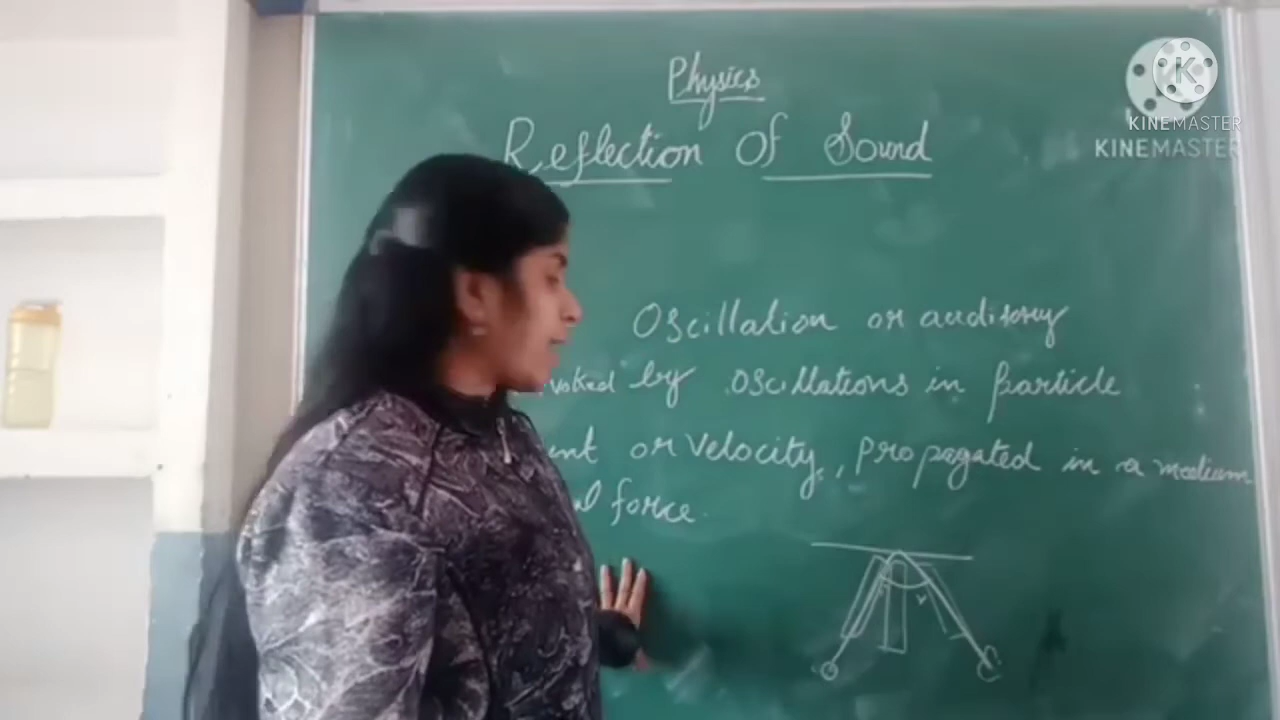 Physics
Reflection Of Sound
Oscillation or auditory
voked by oscillations in particle
ent or velocity, propagated in a medium
al force.
K
KINEMASTER
KINEMASTER